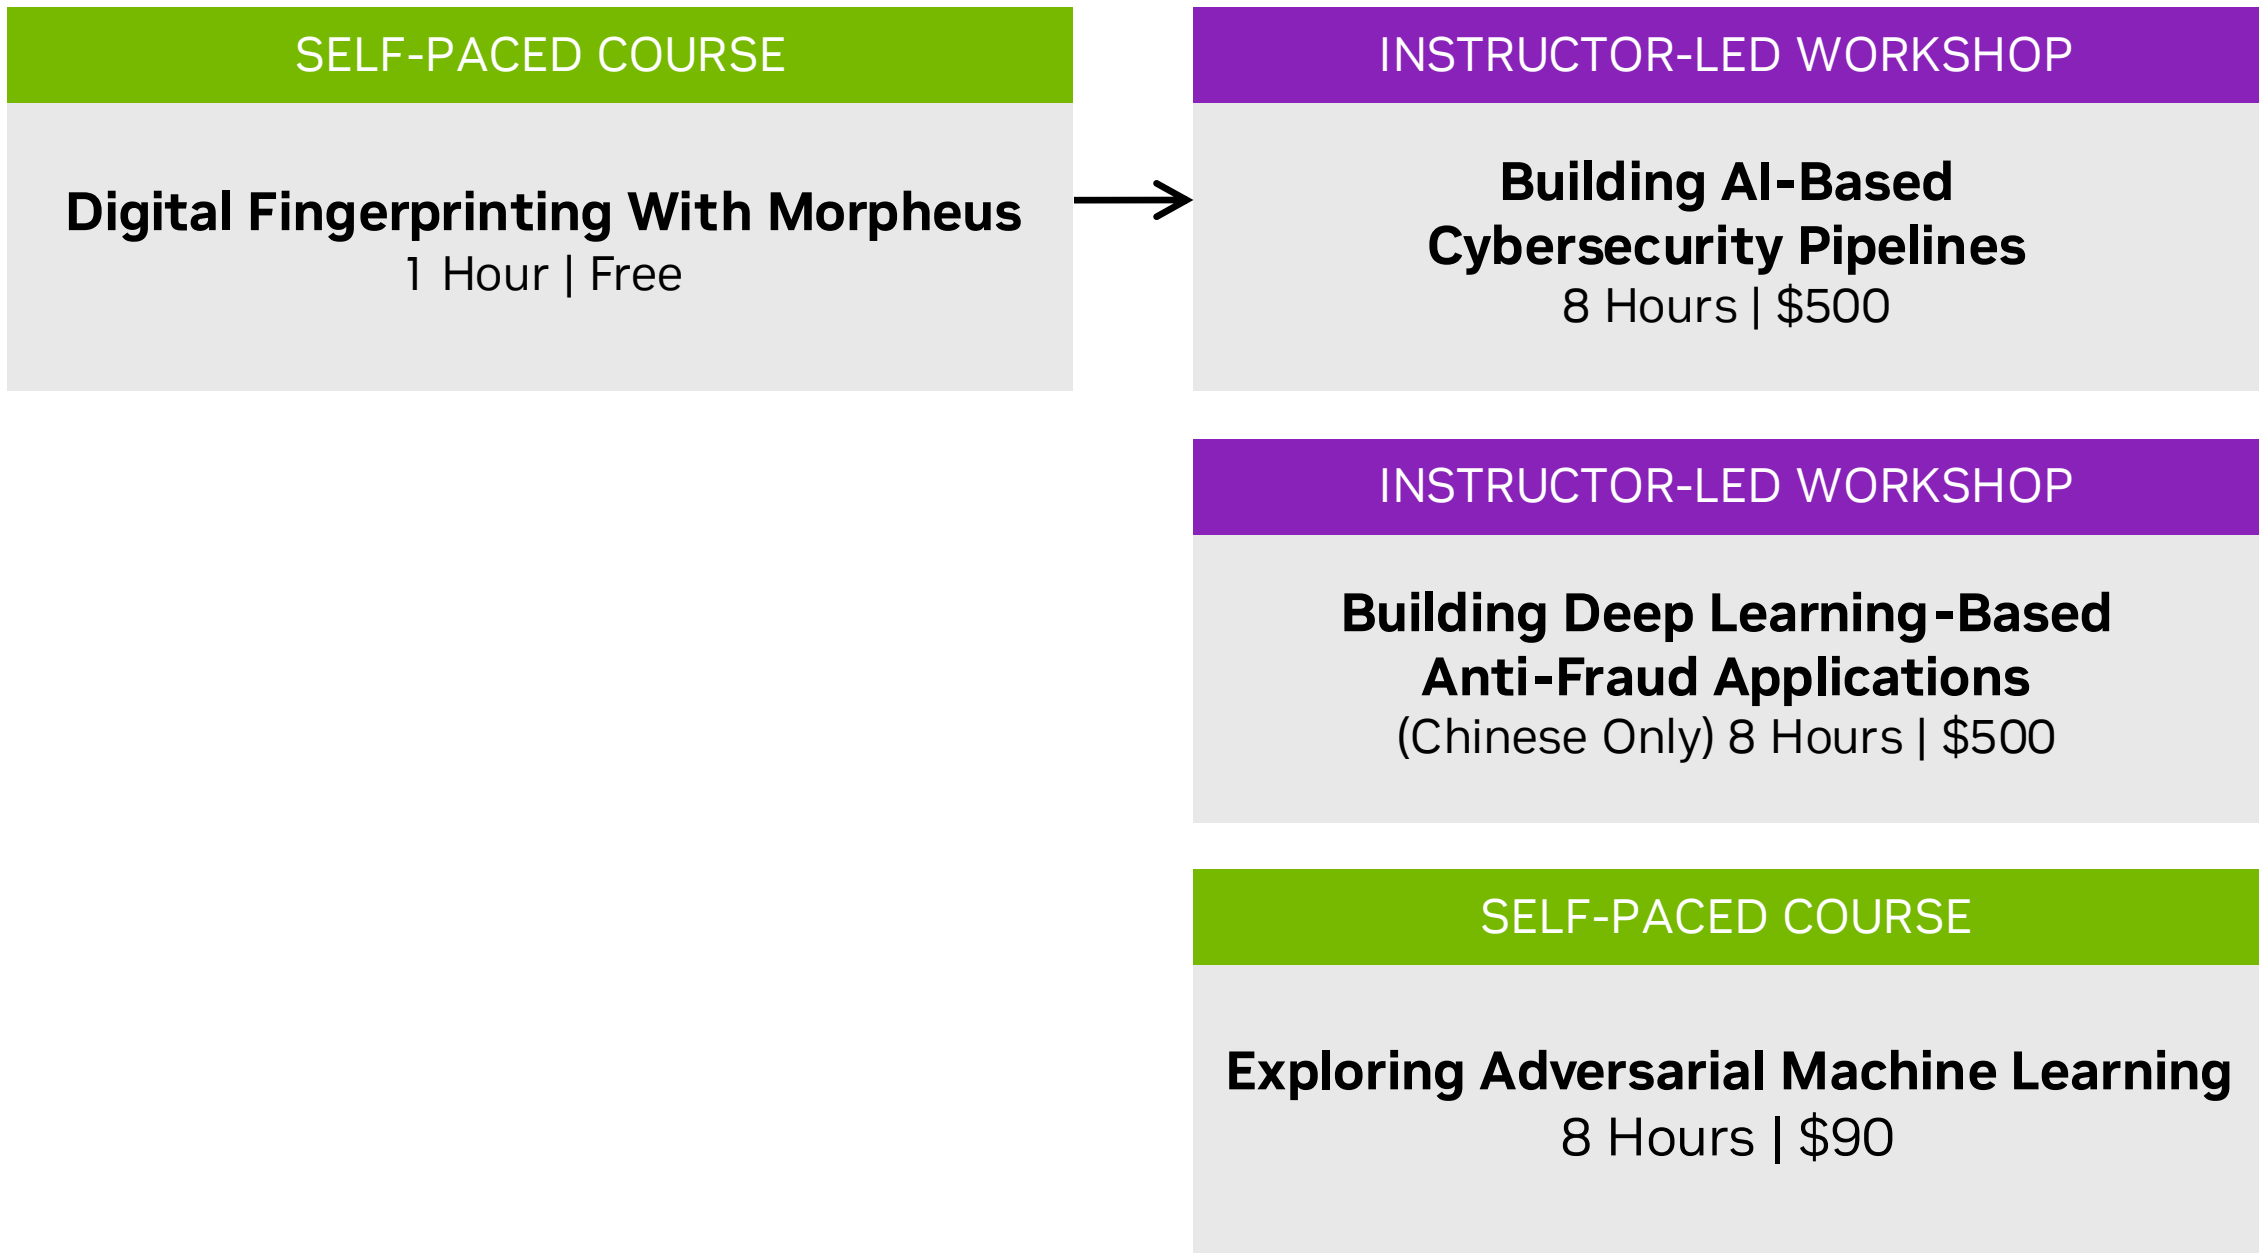 SELF-PACED COURSE
Digital Fingerprinting With Morpheus
1 Hour | Free
INSTRUCTOR-LED WORKSHOP
Building AI-Based
Cybersecurity Pipelines
8 Hours | $500
INSTRUCTOR-LED WORKSHOP
Building Deep Learning-Based
Anti-Fraud Applications
(Chinese Only) 8 Hours | $500
SELF-PACED COURSE
Exploring Adversarial Machine Learning
8 Hours | $90